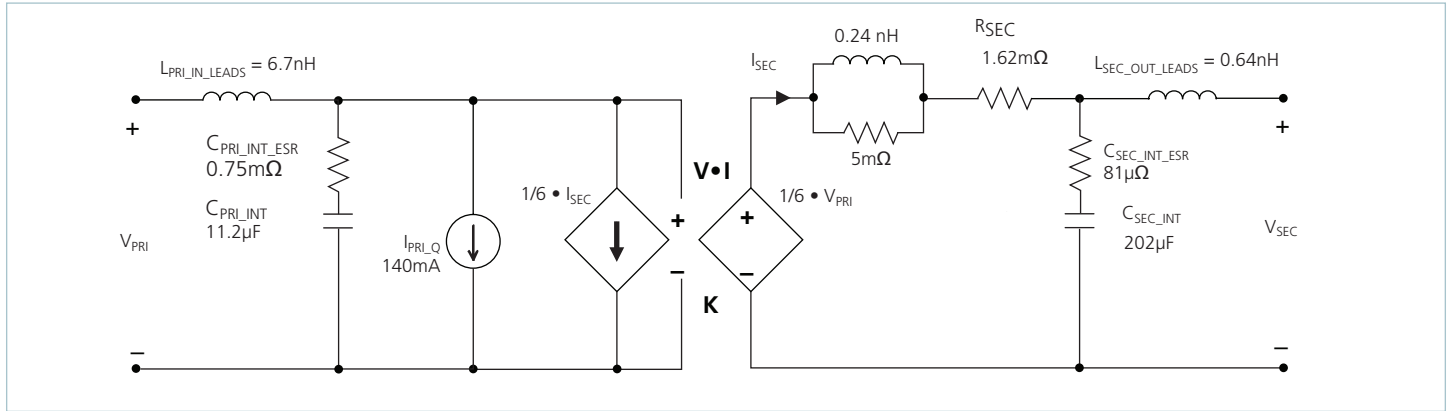 L_PRI_IN_LEADS = 6.7nH
+
C_PRI_INT_ESR
0.75mΩ
C_PRI_INT
11.2µF
V_PRI
–
I_PRI_Q
140mA
1/6 • I_SEC
V•I
+
–
K
+
–
1/6 • V_PRI
I_SEC
0.24 nH
5mΩ
R_SEC
1.62mΩ
L_SEC_OUT_LEADS = 0.64nH
+
C_SEC_INT_ESR
81µΩ
C_SEC_INT
202µF
V_SEC
–